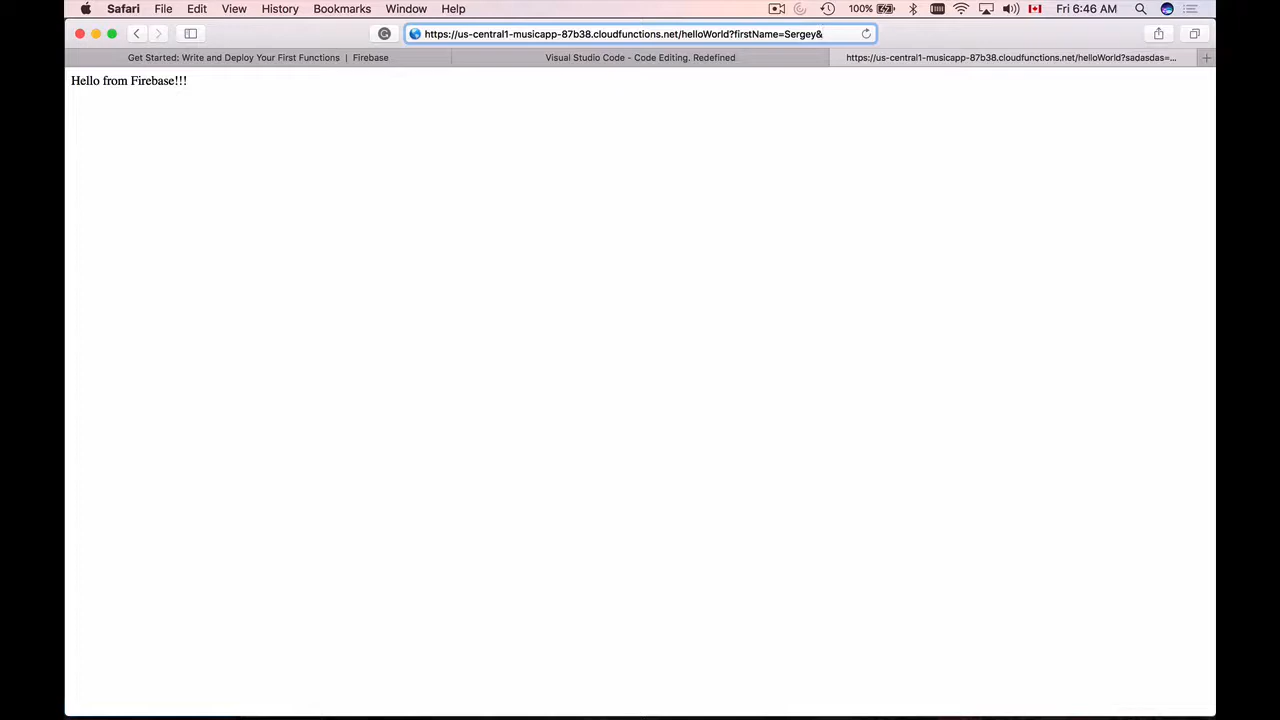 Safari File Edit View History Bookmarks Window Help 100% Fri 6:46 AM
https://us-central1-musicapp-87b38.cloudfunctions.net/helloWorld?firstName=Sergey&
Get Started: Write and Deploy Your First Functions | Firebase
Visual Studio Code - Code Editing. Redefined
https://us-central1-musicapp-87b38.cloudfunctions.net/helloWorld?sadasdas=...
Hello from Firebase!!!